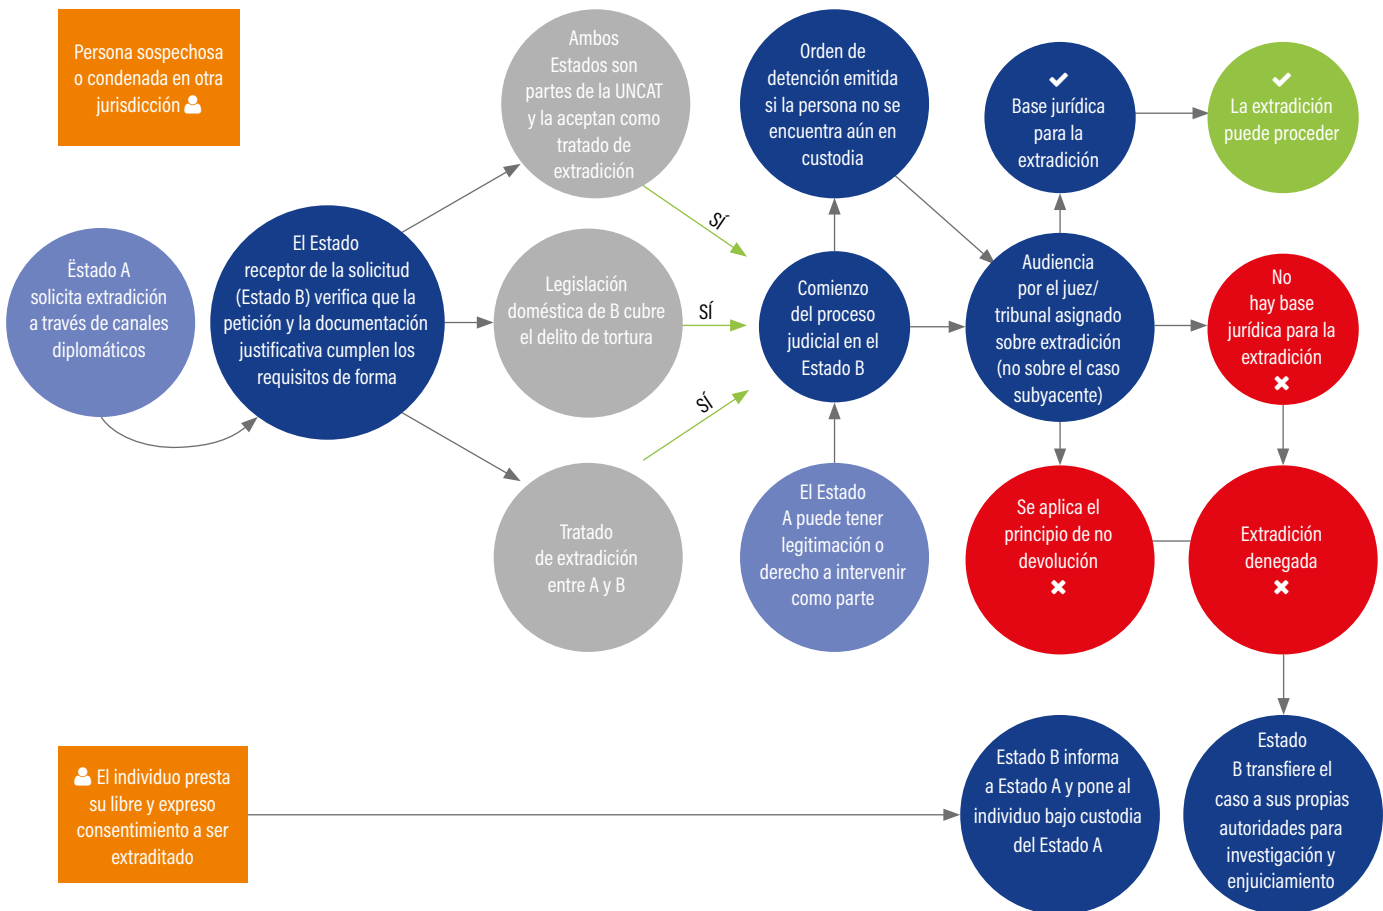 Persona sospechosa
o condenada en otra
jurisdicción
Ëstado A
solicita extradición
a través de canales
diplomáticos
El Estado
receptor de la solicitud
(Estado B) verifica que la
petición y la documentación
justificativa cumplen los
requisitos de forma
Ambos
Estados son
partes de la UNCAT
y la aceptan como
tratado de
extradición
SÍ
Legislación
doméstica de B cubre
el delito de tortura
SÍ
Tratado
de extradición
entre A y B
SÍ
Orden de
detención emitida
si la persona no se
encuentra aún en
custodia
Comienzo
del proceso
judicial en el
Estado B
El Estado
A puede tener
legitimación o
derecho a intervenir
como parte
Base jurídica
para la
extradición
La extradición
puede proceder
Audiencia
por el juez/
tribunal asignado
sobre extradición
(no sobre el caso
subyacente)
No
hay base
jurídica para la
extradición
Se aplica el
principio de no
devolución
Extradición
denegada
El individuo presta
su libre y expreso
consentimiento a ser
extraditado
Estado B informa
a Estado A y pone al
individuo bajo custodia
del Estado A
Estado
B transfiere el
caso a sus propias
autoridades para
investigación y
enjuiciamiento